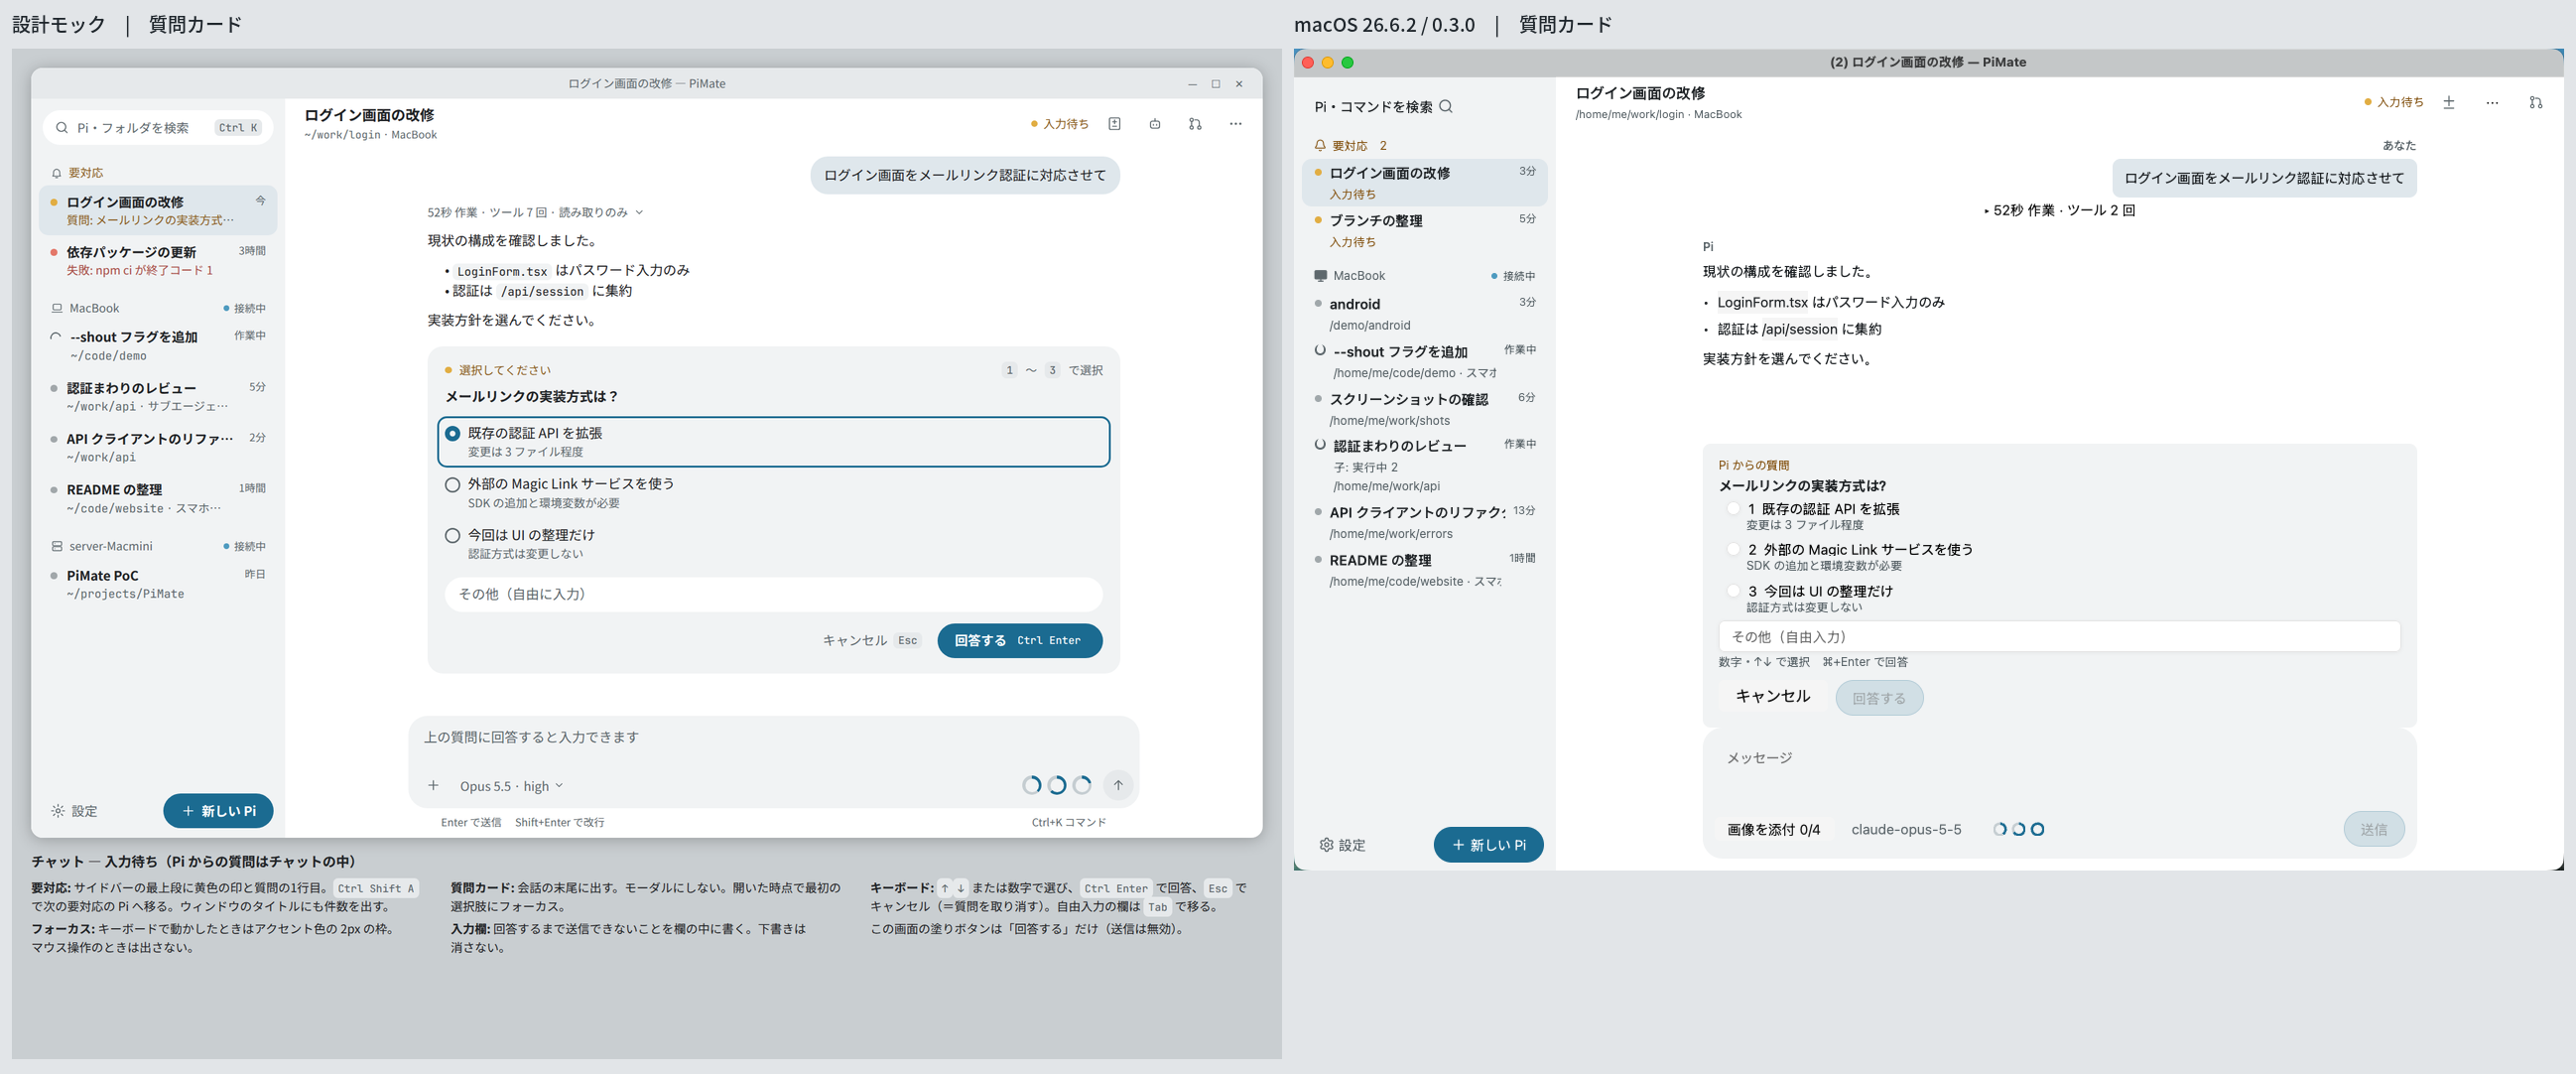 設計モック ｜ 質問カード
ログイン画面の改修 — PiMate
Pi・フォルダを検索 Ctrl K
要対応
ログイン画面の改修 今
質問: メールリンクの実装方式…
依存パッケージの更新 3時間
失敗: npm ci が終了コード 1
MacBook 接続中
--shout フラグを追加 作業中
~/code/demo
認証まわりのレビュー 5分
~/work/api · サブエージェ…
API クライアントのリファ… 2分
~/work/api
README の整理 1時間
~/code/website · スマホ…
server-Macmini 接続中
PiMate PoC 昨日
~/projects/PiMate
設定 + 新しい Pi
ログイン画面の改修
~/work/login · MacBook
入力待ち
ログイン画面をメールリンク認証に対応させて
52秒 作業 · ツール 7 回 · 読み取りのみ
現状の構成を確認しました。
• LoginForm.tsx はパスワード入力のみ
• 認証は /api/session に集約
実装方針を選んでください。
選択してください 1 〜 3 で選択
メールリンクの実装方式は？
既存の認証 API を拡張
変更は 3 ファイル程度
外部の Magic Link サービスを使う
SDK の追加と環境変数が必要
今回は UI の整理だけ
認証方式は変更しない
その他（自由に入力）
キャンセル Esc 回答する Ctrl Enter
上の質問に回答すると入力できます
Opus 5.5 · high
Enter で送信 Shift+Enter で改行 Ctrl+K コマンド
チャット — 入力待ち（Pi からの質問はチャットの中）
要対応: サイドバーの最上段に黄色の印と質問の1行目。 Ctrl Shift A
で次の要対応の Pi へ移る。ウィンドウのタイトルにも件数を出す。
フォーカス: キーボードで動かしたときはアクセント色の 2px の枠。
マウス操作のときは出さない。
質問カード: 会話の末尾に出す。モーダルにしない。開いた時点で最初の
選択肢にフォーカス。
入力欄: 回答するまで送信できないことを欄の中に書く。下書きは
消さない。
キーボード: ↑ ↓ または数字で選び、 Ctrl Enter で回答、 Esc で
キャンセル（＝質問を取り消す）。自由入力の欄は Tab で移る。
この画面の塗りボタンは「回答する」だけ（送信は無効）。
macOS 26.6.2 / 0.3.0 ｜ 質問カード
(2) ログイン画面の改修 — PiMate
Pi・コマンドを検索
要対応 2
ログイン画面の改修 3分
入力待ち
ブランチの整理 5分
入力待ち
MacBook 接続中
android 3分
/demo/android
--shout フラグを追加 作業中
/home/me/code/demo · スマホ
スクリーンショットの確認 6分
/home/me/work/shots
認証まわりのレビュー 作業中
子: 実行中 2
/home/me/work/api
API クライアントのリファク 13分
/home/me/work/errors
README の整理 1時間
/home/me/code/website · スマ
設定 + 新しい Pi
ログイン画面の改修
/home/me/work/login · MacBook
入力待ち
あなた
ログイン画面をメールリンク認証に対応させて
▸ 52秒 作業 · ツール 2 回
Pi
現状の構成を確認しました。
• LoginForm.tsx はパスワード入力のみ
• 認証は /api/session に集約
実装方針を選んでください。
Pi からの質問
メールリンクの実装方式は?
1 既存の認証 API を拡張
変更は 3 ファイル程度
2 外部の Magic Link サービスを使う
SDK の追加と環境変数が必要
3 今回は UI の整理だけ
認証方式は変更しない
その他（自由入力）
数字・↑↓ で選択 ⌘+Enter で回答
キャンセル 回答する
メッセージ
画像を添付 0/4 claude-opus-5-5 送信